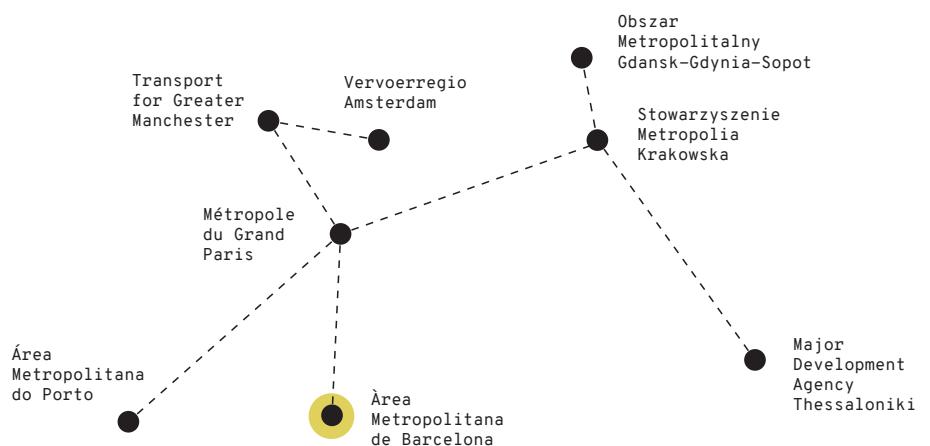 Obszar
Metropolitalny
Gdansk–Gdynia–Sopot
Transport
for Greater
Manchester
Vervoerregio
Amsterdam
Stowarzyszenie
Metropolia
Krakowska
Métropole
du Grand
Paris
Área
Metropolitana
do Porto
Àrea
Metropolitana
de Barcelona
Major
Development
Agency
Thessaloniki